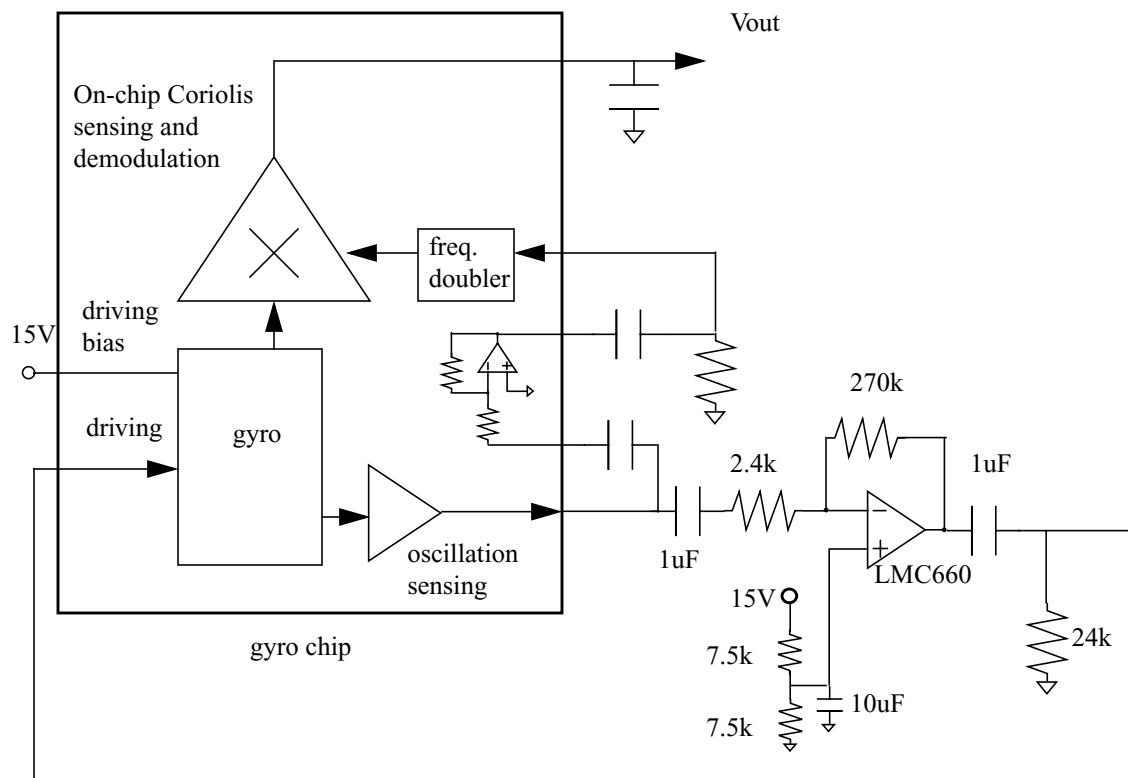 Vout
On-chip Coriolis
sensing and
demodulation
freq.
doubler
driving
bias
15V
driving
gyro
270k
2.4k
1uF
oscillation
sensing
1uF
LMC660
15V
7.5k
24k
gyro chip
10uF
7.5k